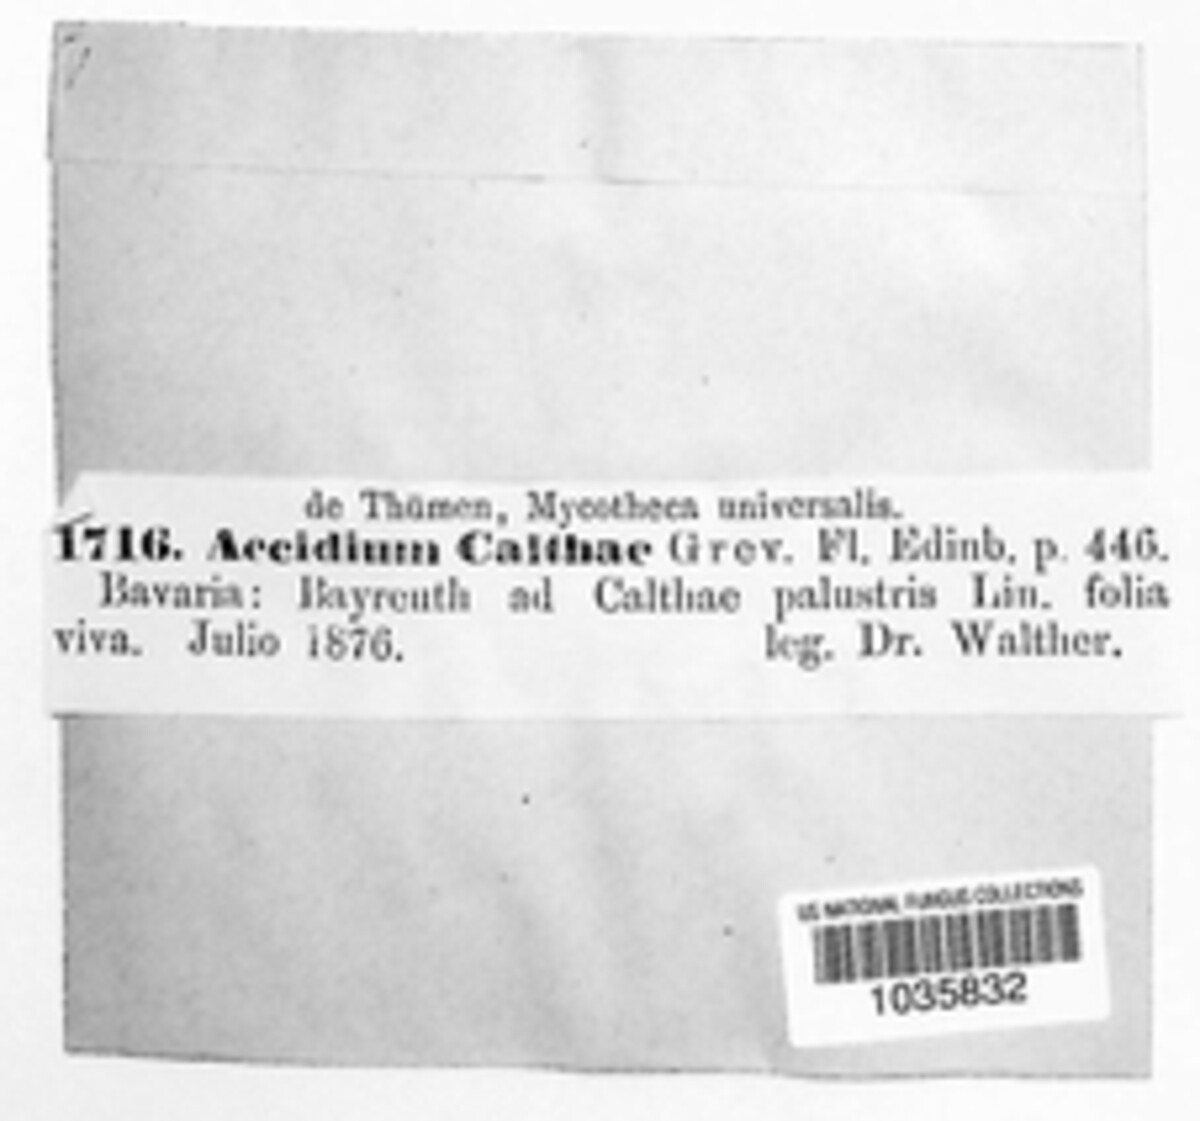 de Thümen, Mycotheca universalis.
1716. Aecidium Calthae Grev. Fl. Edinb. p. 446.
Bavaria: Bayreuth ad Calthae palustris Lin. folia
viva. Julio 1876. leg. Dr. Walther.
US NATIONAL FUNGUS COLLECTIONS
1035832